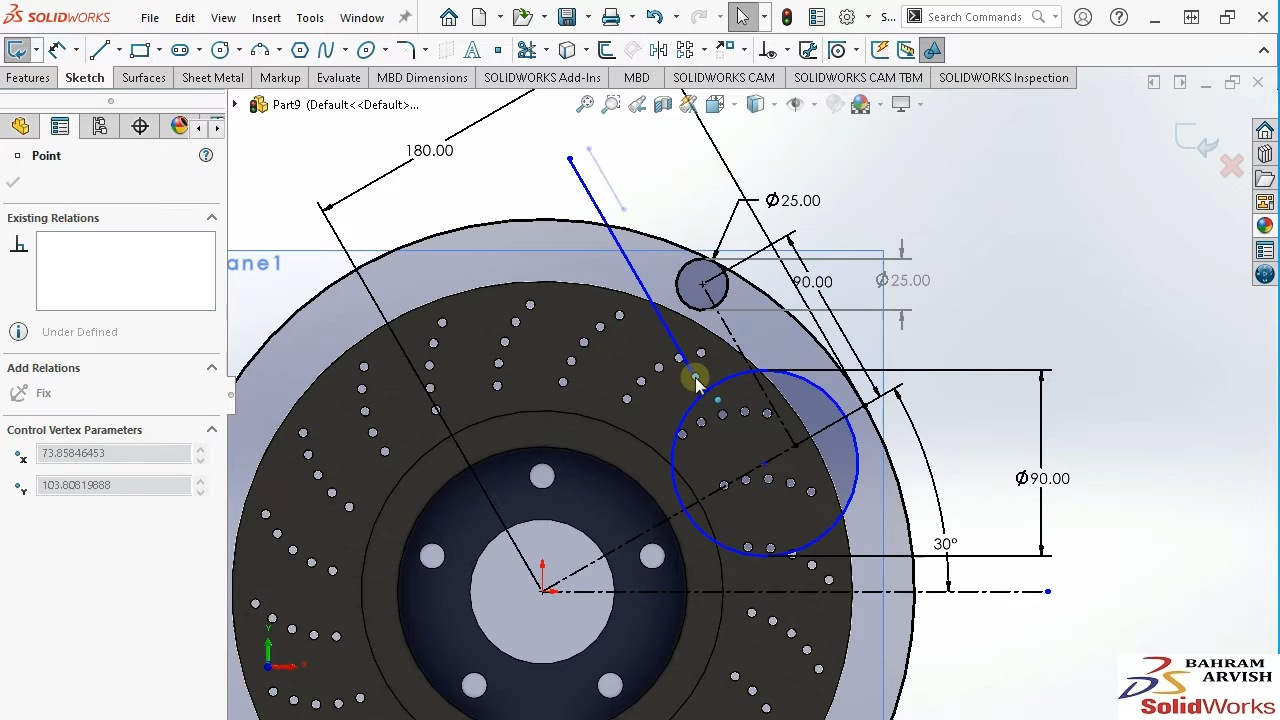 SOLIDWORKS File Edit View Insert Tools Window S... Search Commands
Features Sketch Surfaces Sheet Metal Markup Evaluate MBD Dimensions SOLIDWORKS Add-Ins MBD SOLIDWORKS CAM SOLIDWORKS CAM TBM SOLIDWORKS Inspection
Part9 (Default<<Default>...
Point
Existing Relations
Under Defined
Add Relations
Fix
Control Vertex Parameters
73.85846453
103.80819888
180.00
Ø25.00
90.00
Ø25.00
ane1
Ø90.00
30°
Y
X
BAHRAM
ARVISH
SolidWorks